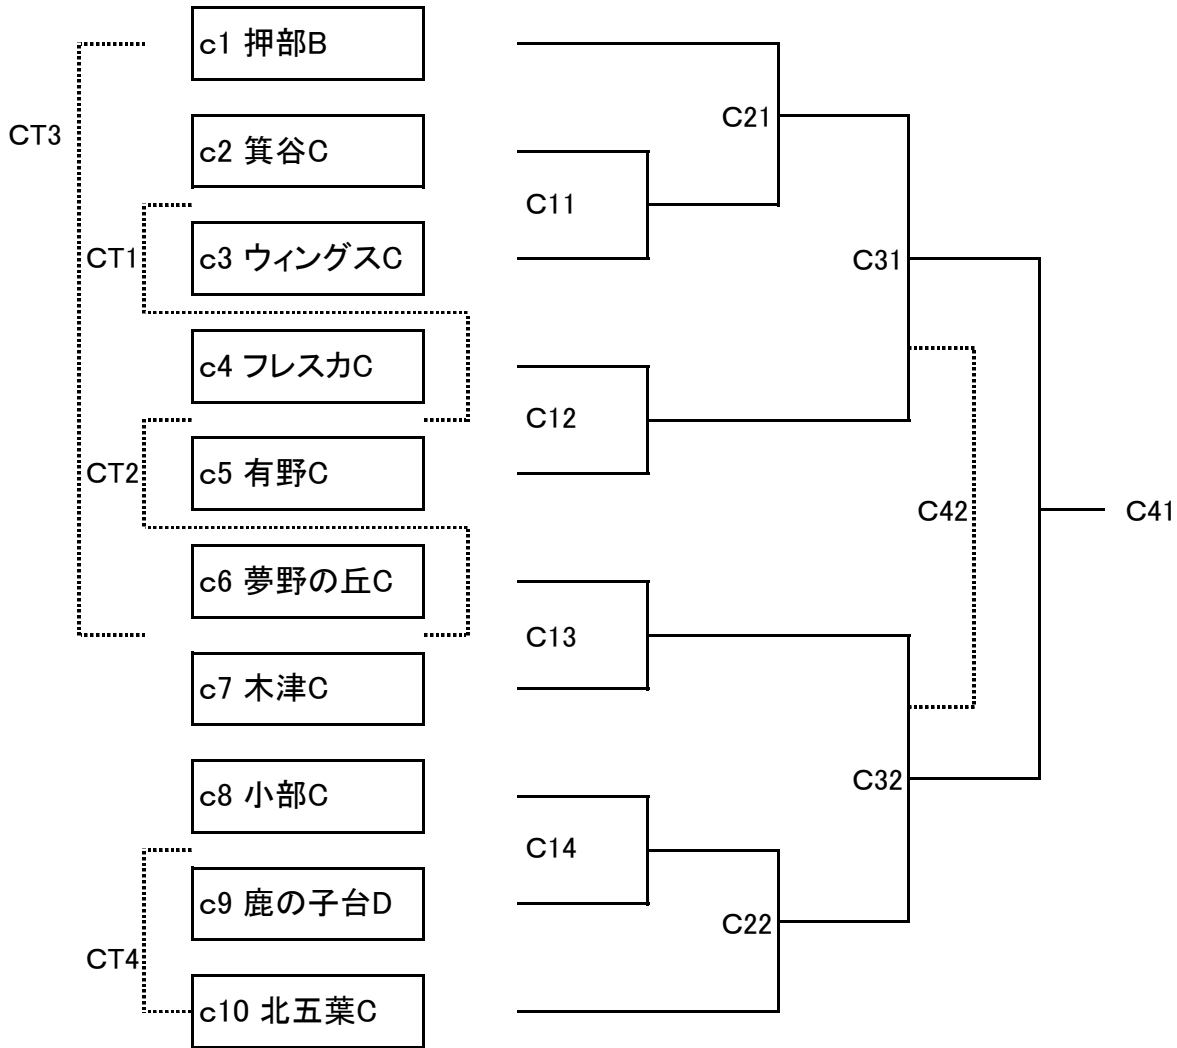 c1 押部B
C21
CT3
c2 箕谷C
C11
CT1
c3 ウィングスC
C31
c4 フレスカC
C12
CT2
c5 有野C
C42
C41
c6 夢野の丘C
C13
c7 木津C
C32
c8 小部C
C14
c9 鹿の子台D
C22
CT4
c10 北五葉C